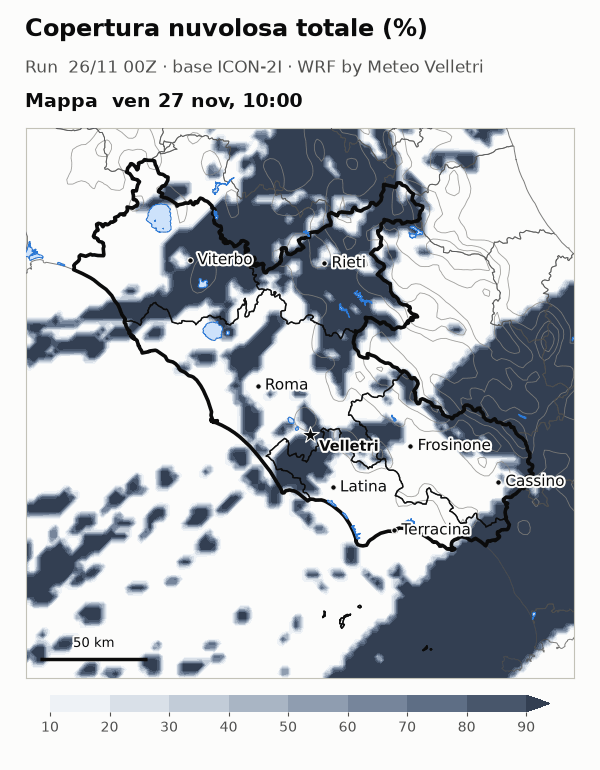 Copertura nuvolosa totale (%)
Run  26/11 00Z · base ICON-2I · WRF by Meteo Velletri
Mappa  ven 27 nov, 10:00
Viterbo
Rieti
Roma
Velletri
Frosinone
Cassino
Latina
Terracina
50 km
10 20 30 40 50 60 70 80 90